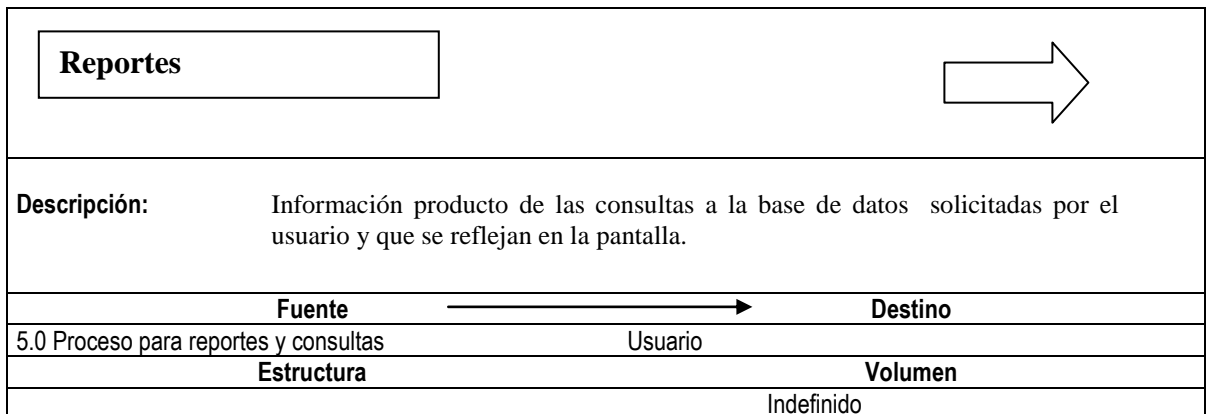 Reportes
Descripción: Información producto de las consultas a la base de datos solicitadas por el
usuario y que se reflejan en la pantalla.
Fuente Destino
5.0 Proceso para reportes y consultas Usuario
Estructura Volumen
Indefinido